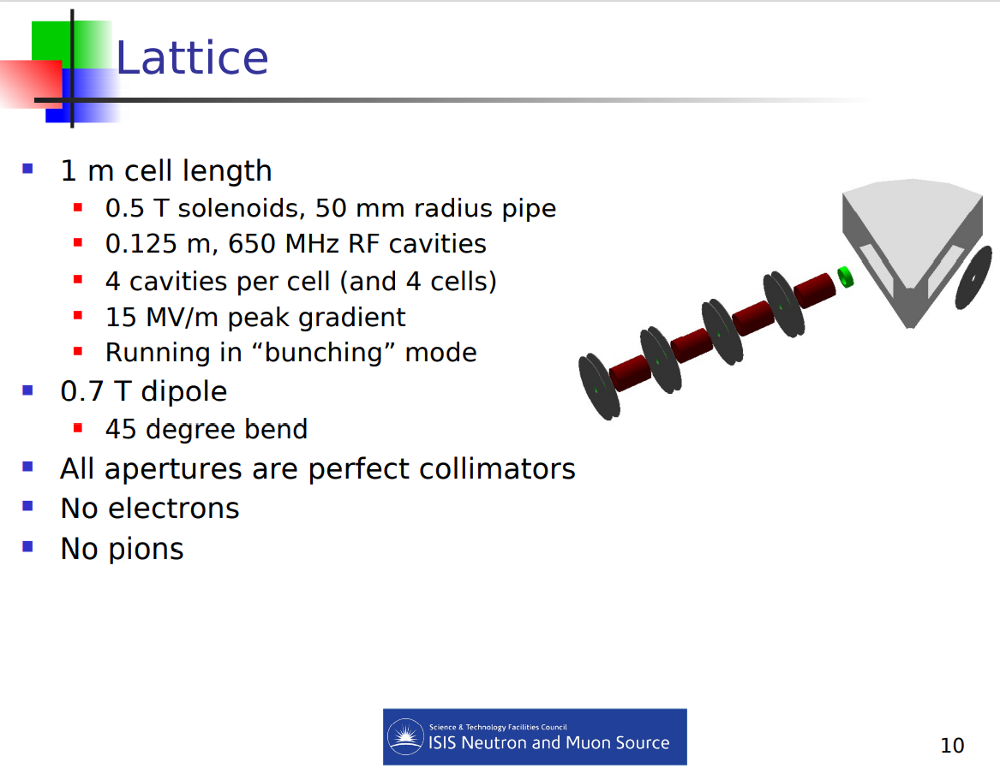 Lattice
1 m cell length
0.5 T solenoids, 50 mm radius pipe
0.125 m, 650 MHz RF cavities
4 cavities per cell (and 4 cells)
15 MV/m peak gradient
Running in “bunching” mode
0.7 T dipole
45 degree bend
All apertures are perfect collimators
No electrons
No pions
Science & Technology Facilities Council
ISIS Neutron and Muon Source
10